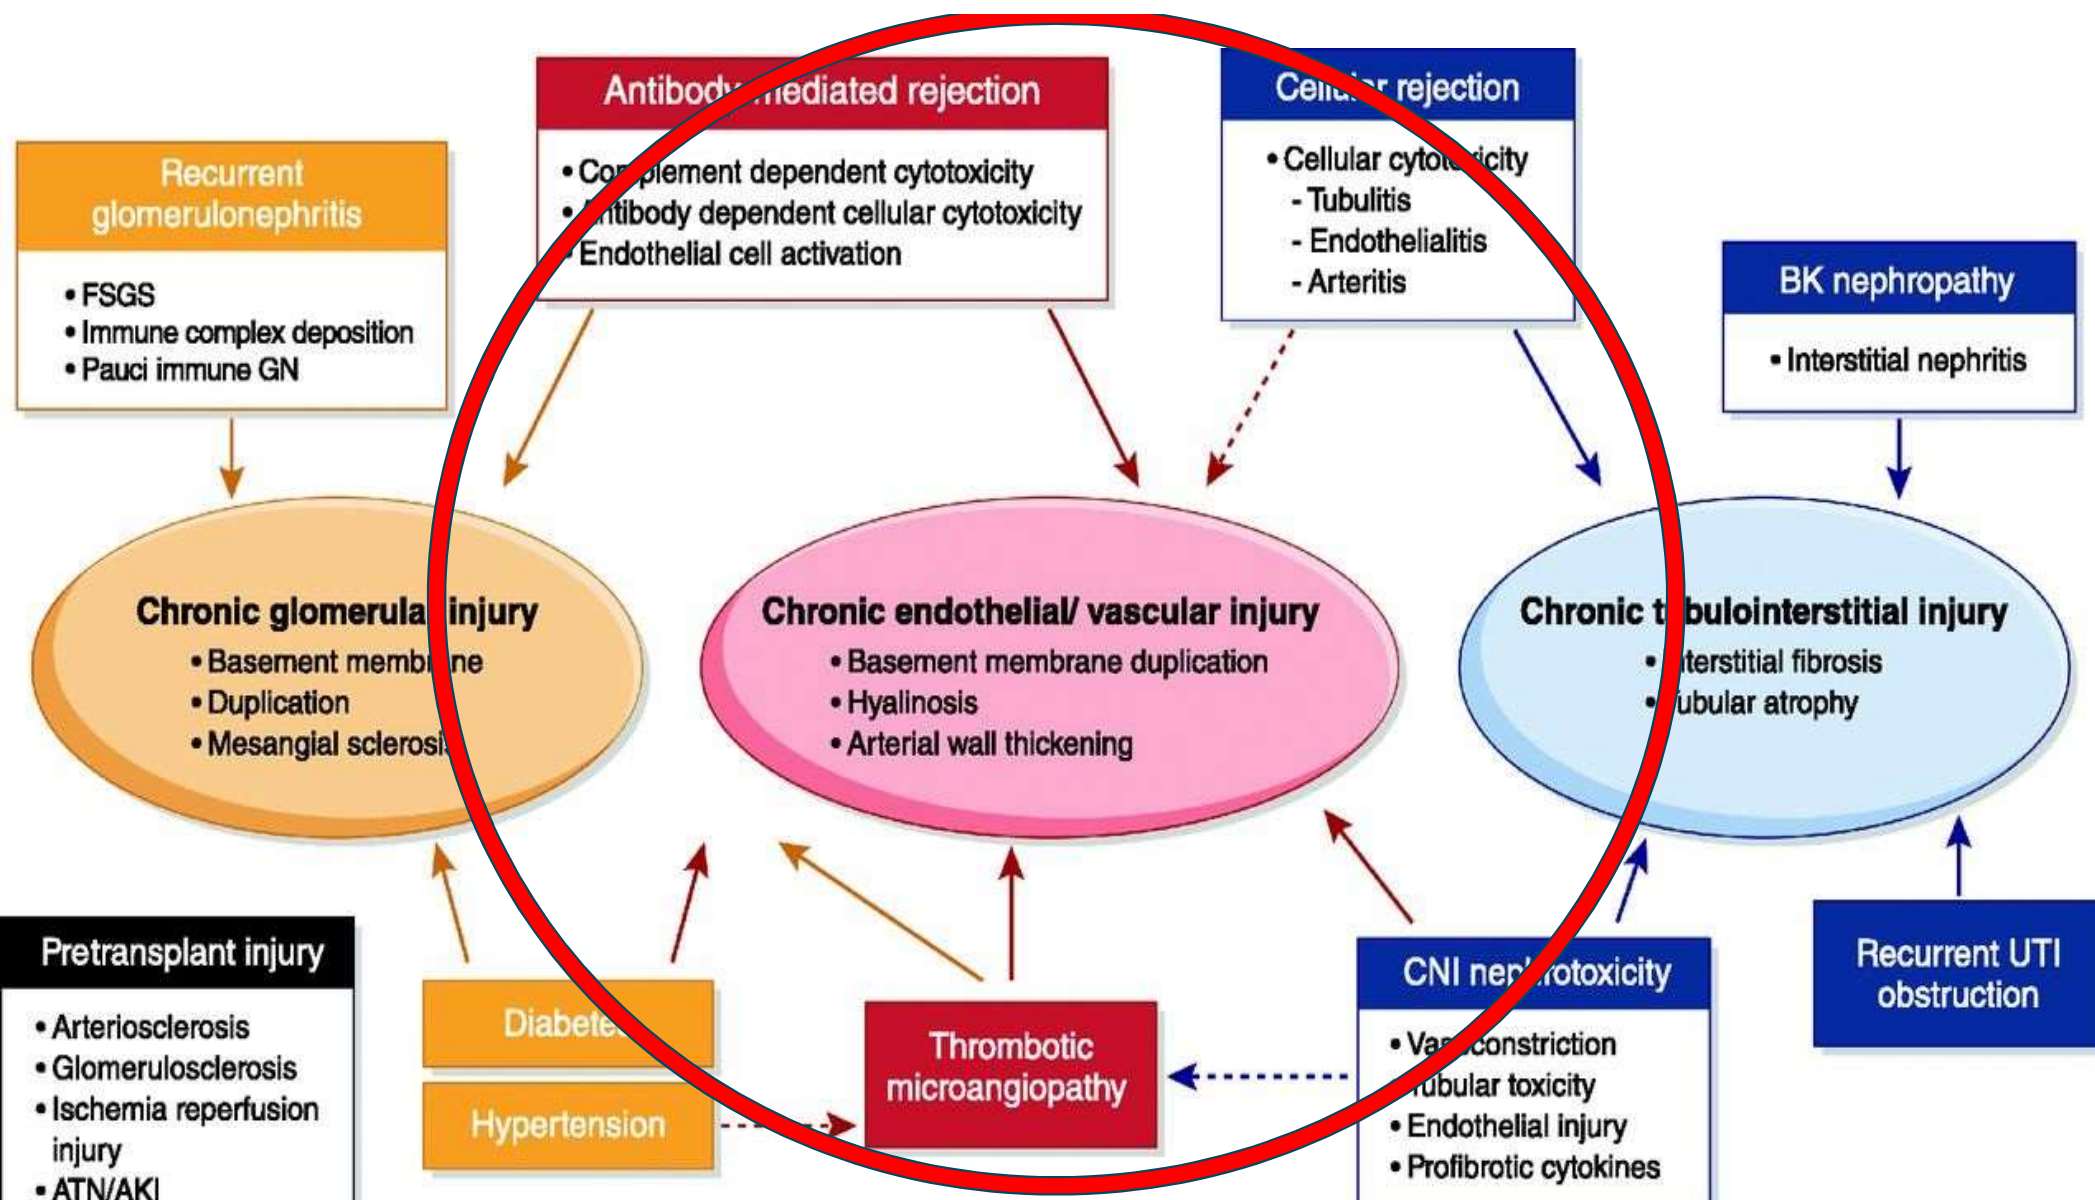 Antibody mediated rejection
• Complement dependent cytotoxicity
• Antibody dependent cellular cytotoxicity
• Endothelial cell activation
Cellular rejection
• Cellular cytotoxicity
- Tubulitis
- Endothelialitis
- Arteritis
Recurrent
glomerulonephritis
• FSGS
• Immune complex deposition
• Pauci immune GN
BK nephropathy
• Interstitial nephritis
Chronic glomerular injury
• Basement membrane
• Duplication
• Mesangial sclerosis
Chronic endothelial/ vascular injury
• Basement membrane duplication
• Hyalinosis
• Arterial wall thickening
Chronic tubulointerstitial injury
• Interstitial fibrosis
• Tubular atrophy
Pretransplant injury
• Arteriosclerosis
• Glomerulosclerosis
• Ischemia reperfusion
injury
• ATN/AKI
Diabetes
Hypertension
Thrombotic
microangiopathy
CNI nephrotoxicity
• Vasoconstriction
• Tubular toxicity
• Endothelial injury
• Profibrotic cytokines
Recurrent UTI
obstruction